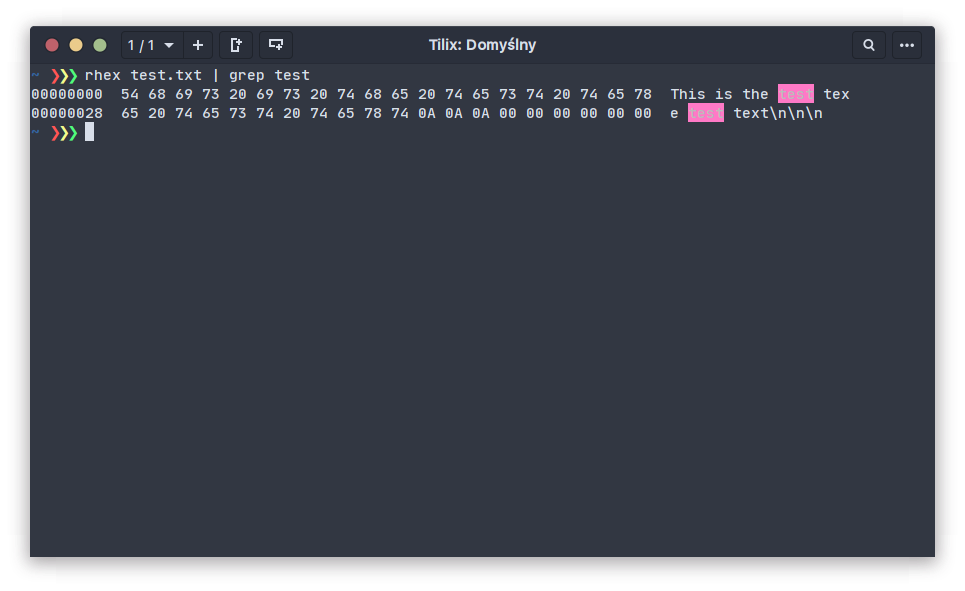 1 / 1 Tilix: Domyślny
~ ❯❯❯ rhex test.txt | grep test
00000000  54 68 69 73 20 69 73 20 74 68 65 20 74 65 73 74 20 74 65 78  This is the test tex
00000028  65 20 74 65 73 74 20 74 65 78 74 0A 0A 0A 00 00 00 00 00 00  e test text\n\n\n
~ ❯❯❯